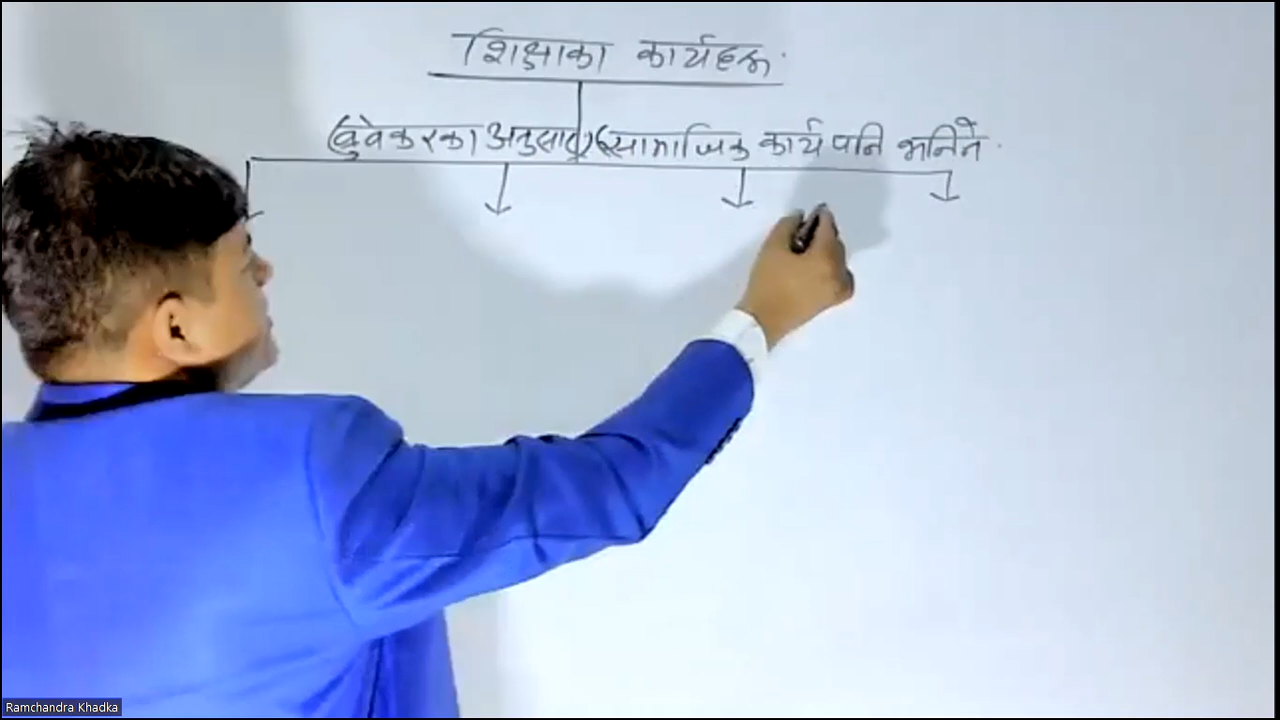 शिक्षाका कार्यहरू
(ब्रुवेकरका अनुसार) (सामाजिक कार्य पनि भनिने
Ramchandra Khadka